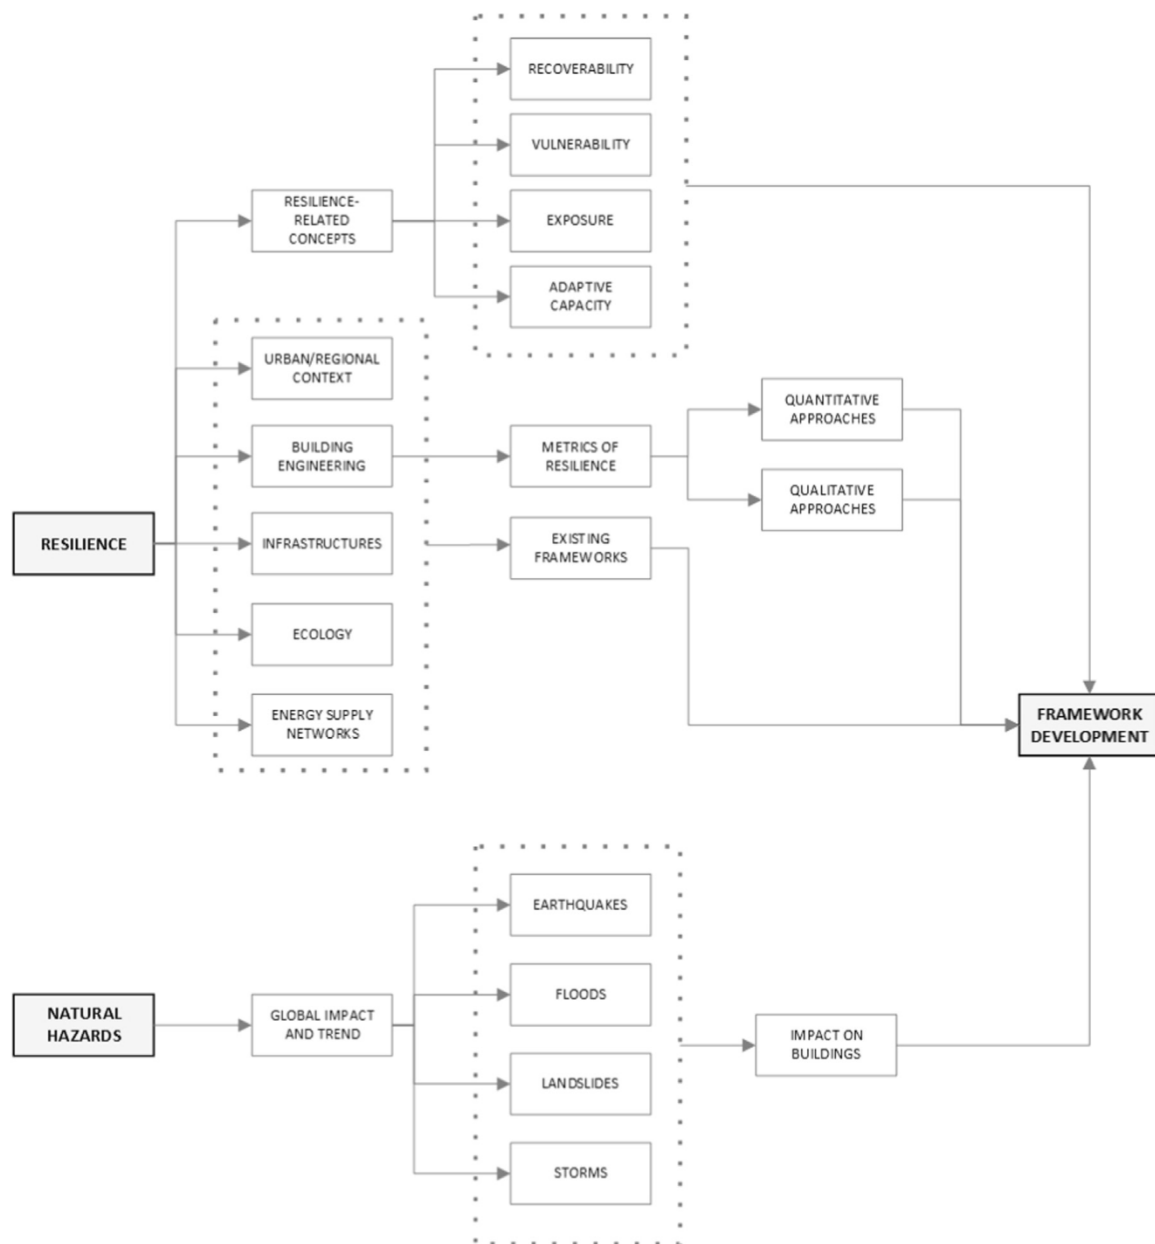 RECOVERABILITY
VULNERABILITY
RESILIENCE-
RELATED
CONCEPTS
EXPOSURE
ADAPTIVE
CAPACITY
URBAN/REGIONAL
CONTEXT
QUANTITATIVE
APPROACHES
BUILDING
ENGINEERING
METRICS OF
RESILIENCE
QUALITATIVE
APPROACHES
RESILIENCE
INFRASTRUCTURES
EXISTING
FRAMEWORKS
ECOLOGY
ENERGY SUPPLY
NETWORKS
FRAMEWORK
DEVELOPMENT
EARTHQUAKES
FLOODS
NATURAL
HAZARDS
GLOBAL IMPACT
AND TREND
IMPACT ON
BUILDINGS
LANDSLIDES
STORMS